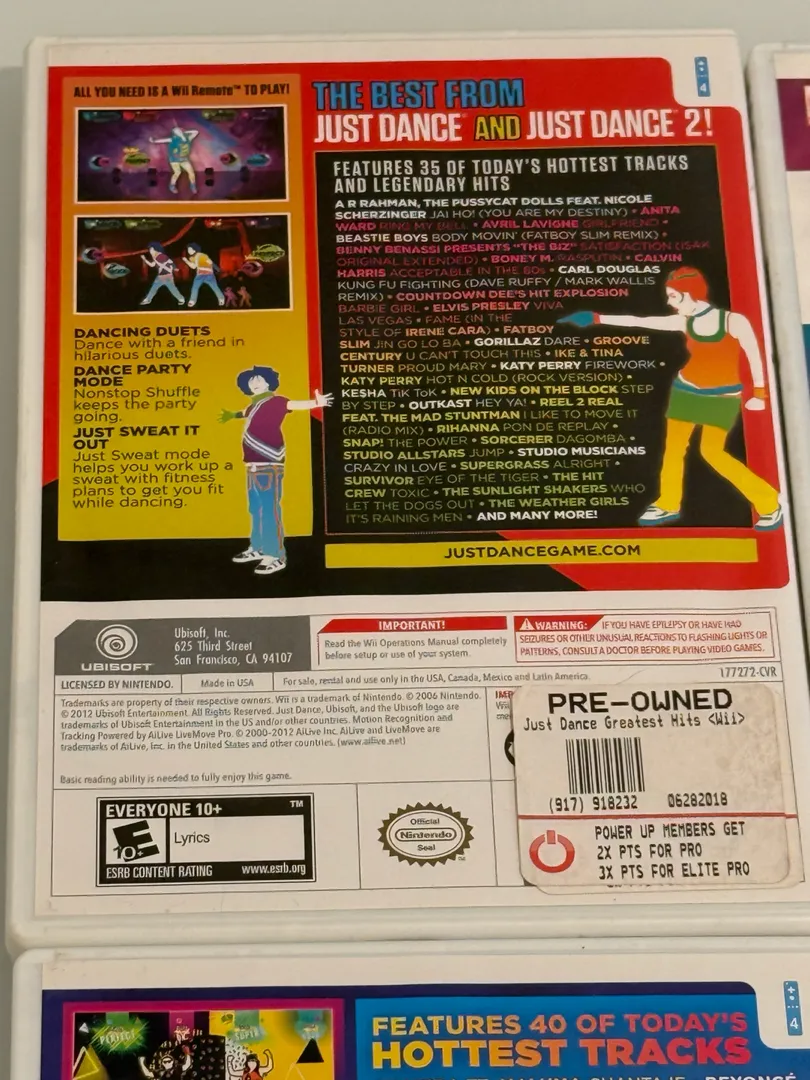 ALL YOU NEED IS A Wii Remote™ TO PLAY!
THE BEST FROM
JUST DANCE® AND JUST DANCE® 2!
4
FEATURES 35 OF TODAY'S HOTTEST TRACKS
AND LEGENDARY HITS
A R RAHMAN, THE PUSSYCAT DOLLS FEAT. NICOLE
SCHERZINGER JAI HO! (YOU ARE MY DESTINY) • ANITA
WARD RING MY BELL • AVRIL LAVIGNE GIRLFRIEND •
BEASTIE BOYS BODY MOVIN' (FATBOY SLIM REMIX) •
BENNY BENASSI PRESENTS "THE BIZ" SATISFACTION (ISAK
ORIGINAL EXTENDED) • BONEY M. RASPUTIN • CALVIN
HARRIS ACCEPTABLE IN THE 80s • CARL DOUGLAS
KUNG FU FIGHTING (DAVE RUFFY / MARK WALLIS
REMIX) • COUNTDOWN DEE'S HIT EXPLOSION
BARBIE GIRL • ELVIS PRESLEY VIVA
LAS VEGAS • FAME (IN THE
STYLE OF IRENE CARA) • FATBOY
SLIM JIN GO LO BA • GORILLAZ DARE • GROOVE
CENTURY U CAN'T TOUCH THIS • IKE & TINA
TURNER PROUD MARY • KATY PERRY FIREWORK •
KATY PERRY HOT N COLD (ROCK VERSION) •
KE$HA TiK ToK • NEW KIDS ON THE BLOCK STEP
BY STEP • OUTKAST HEY YA! • REEL 2 REAL
FEAT. THE MAD STUNTMAN I LIKE TO MOVE IT
(RADIO MIX) • RIHANNA PON DE REPLAY •
SNAP! THE POWER • SORCERER DAGOMBA •
STUDIO ALLSTARS JUMP • STUDIO MUSICIANS
CRAZY IN LOVE • SUPERGRASS ALRIGHT •
SURVIVOR EYE OF THE TIGER • THE HIT
CREW TOXIC • THE SUNLIGHT SHAKERS WHO
LET THE DOGS OUT • THE WEATHER GIRLS
IT'S RAINING MEN • AND MANY MORE!
DANCING DUETS
Dance with a friend in
hilarious duets.
DANCE PARTY
MODE
Nonstop Shuffle
keeps the party
going.
JUST SWEAT IT
OUT
Just Sweat mode
helps you work up a
sweat with fitness
plans to get you fit
while dancing.
JUSTDANCEGAME.COM
UBISOFT™
Ubisoft, Inc.
625 Third Street
San Francisco, CA 94107
IMPORTANT!
Read the Wii Operations Manual completely
before setup or use of your system.
WARNING: IF YOU HAVE EPILEPSY OR HAVE HAD
SEIZURES OR OTHER UNUSUAL REACTIONS TO FLASHING LIGHTS OR
PATTERNS, CONSULT A DOCTOR BEFORE PLAYING VIDEO GAMES.
LICENSED BY NINTENDO.
Made in USA
For sale, rental and use only in the USA, Canada, Mexico and Latin America.
177272-CVR
Trademarks are property of their respective owners. Wii is a trademark of Nintendo. © 2006 Nintendo.
© 2012 Ubisoft Entertainment. All Rights Reserved. Just Dance, Ubisoft, and the Ubisoft logo are
trademarks of Ubisoft Entertainment in the US and/or other countries. Motion Recognition and
Tracking Powered by AiLive LiveMove Pro. © 2000-2012 AiLive Inc. AiLive and LiveMove are
trademarks of AiLive, Inc. in the United States and other countries. (www.ailive.net)
Basic reading ability is needed to fully enjoy this game.
PRE-OWNED
Just Dance Greatest Hits <Wii>
(917) 918232 06282018
POWER UP MEMBERS GET
2X PTS FOR PRO
3X PTS FOR ELITE PRO
EVERYONE 10+ ™
E
10+
Lyrics
ESRB CONTENT RATING www.esrb.org
Official
Nintendo
Seal
™
PERFECT
4
FEATURES 40 OF TODAY'S
HOTTEST TRACKS